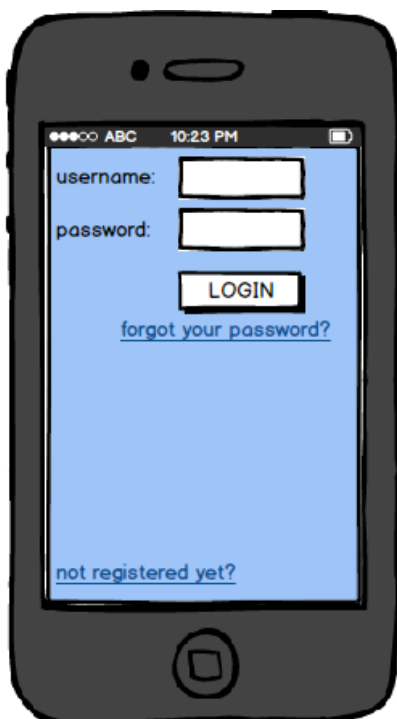 ABC 10:23 PM
username:
password:
LOGIN
forgot your password?
not registered yet?